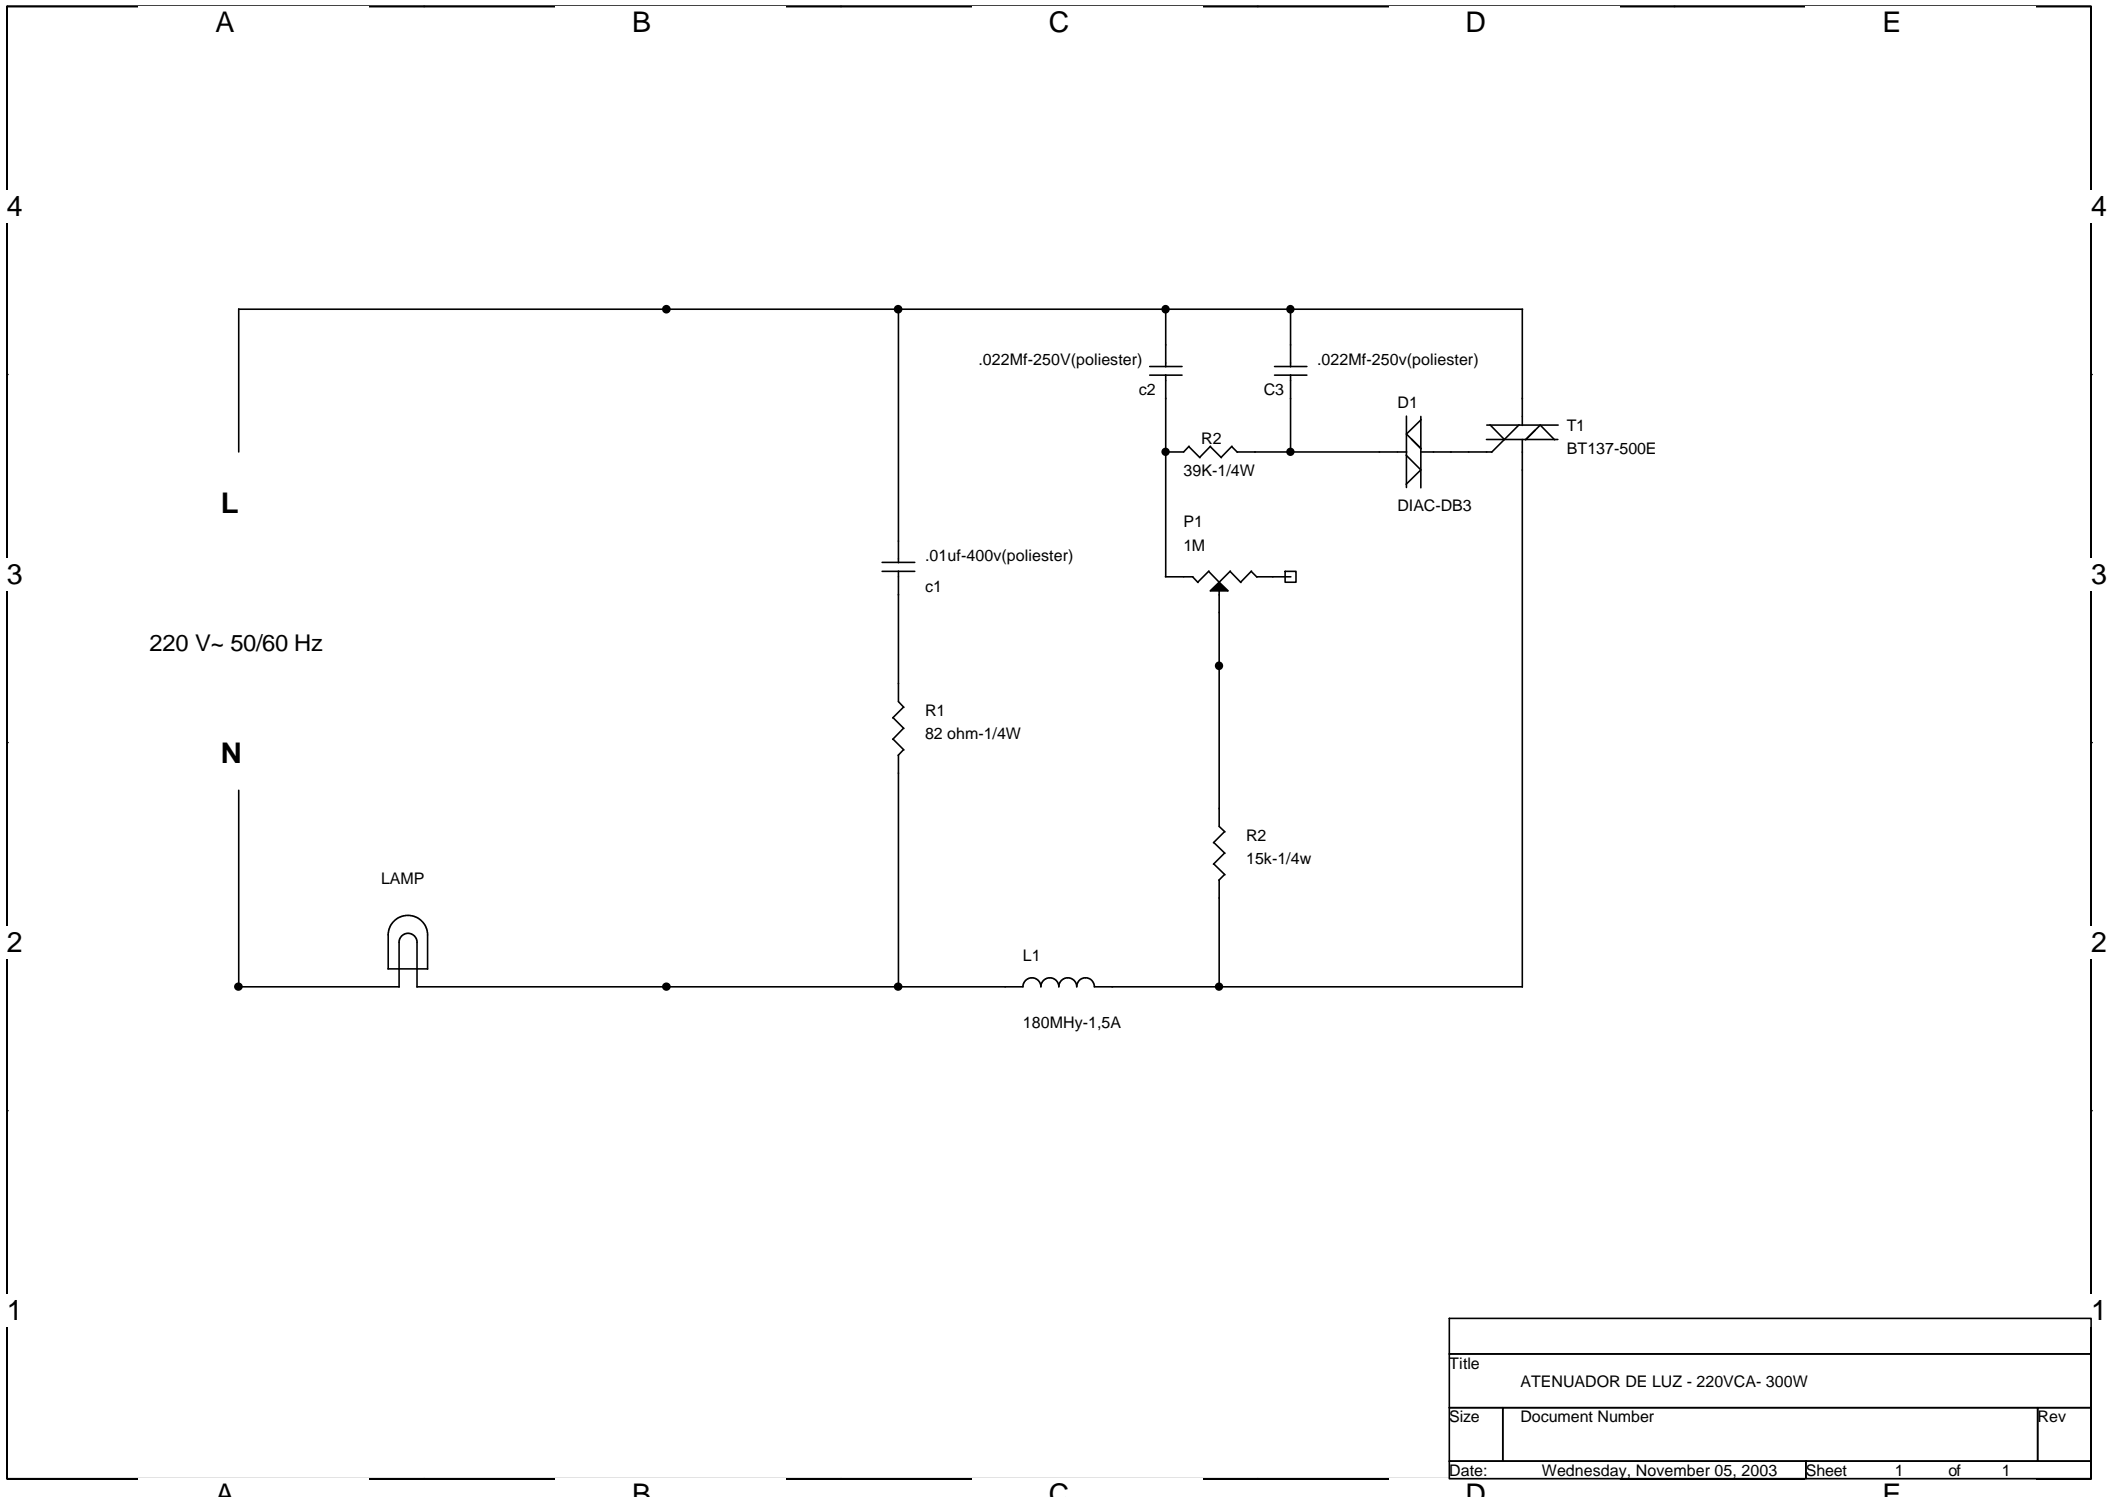 A B C D E
4 4
.022Mf-250V(poliester)
c2
.022Mf-250v(poliester)
C3
D1
T1
BT137-500E
R2
39K-1/4W
DIAC-DB3
L
P1
1M
.01uf-400v(poliester)
c1
3 3
220 V~ 50/60 Hz
R1
82 ohm-1/4W
N
R2
15k-1/4w
LAMP
2 2
L1
180MHy-1,5A
1 1
Title
ATENUADOR DE LUZ - 220VCA- 300W
Size Document Number Rev
Date: Wednesday, November 05, 2003 Sheet 1 of 1
A B C D E